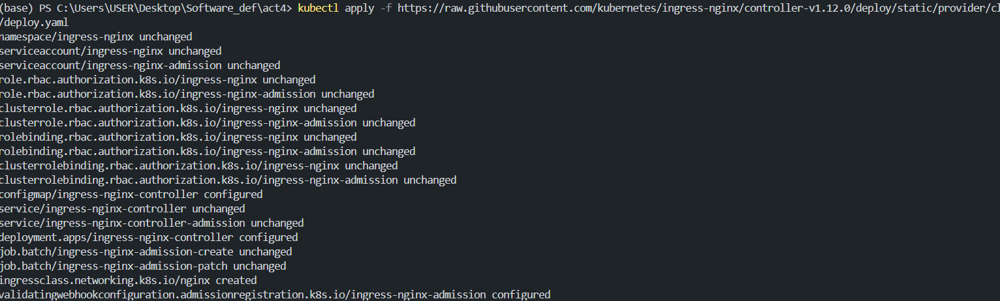 (base) PS C:\Users\USER\Desktop\Software_def\act4> kubectl apply -f https://raw.githubusercontent.com/kubernetes/ingress-nginx/controller-v1.12.0/deploy/static/provider/cl
/deploy.yaml
namespace/ingress-nginx unchanged
serviceaccount/ingress-nginx unchanged
serviceaccount/ingress-nginx-admission unchanged
role.rbac.authorization.k8s.io/ingress-nginx unchanged
role.rbac.authorization.k8s.io/ingress-nginx-admission unchanged
clusterrole.rbac.authorization.k8s.io/ingress-nginx unchanged
clusterrole.rbac.authorization.k8s.io/ingress-nginx-admission unchanged
rolebinding.rbac.authorization.k8s.io/ingress-nginx unchanged
rolebinding.rbac.authorization.k8s.io/ingress-nginx-admission unchanged
clusterrolebinding.rbac.authorization.k8s.io/ingress-nginx unchanged
clusterrolebinding.rbac.authorization.k8s.io/ingress-nginx-admission unchanged
configmap/ingress-nginx-controller configured
service/ingress-nginx-controller unchanged
service/ingress-nginx-controller-admission unchanged
deployment.apps/ingress-nginx-controller configured
job.batch/ingress-nginx-admission-create unchanged
job.batch/ingress-nginx-admission-patch unchanged
ingressclass.networking.k8s.io/nginx created
validatingwebhookconfiguration.admissionregistration.k8s.io/ingress-nginx-admission configured